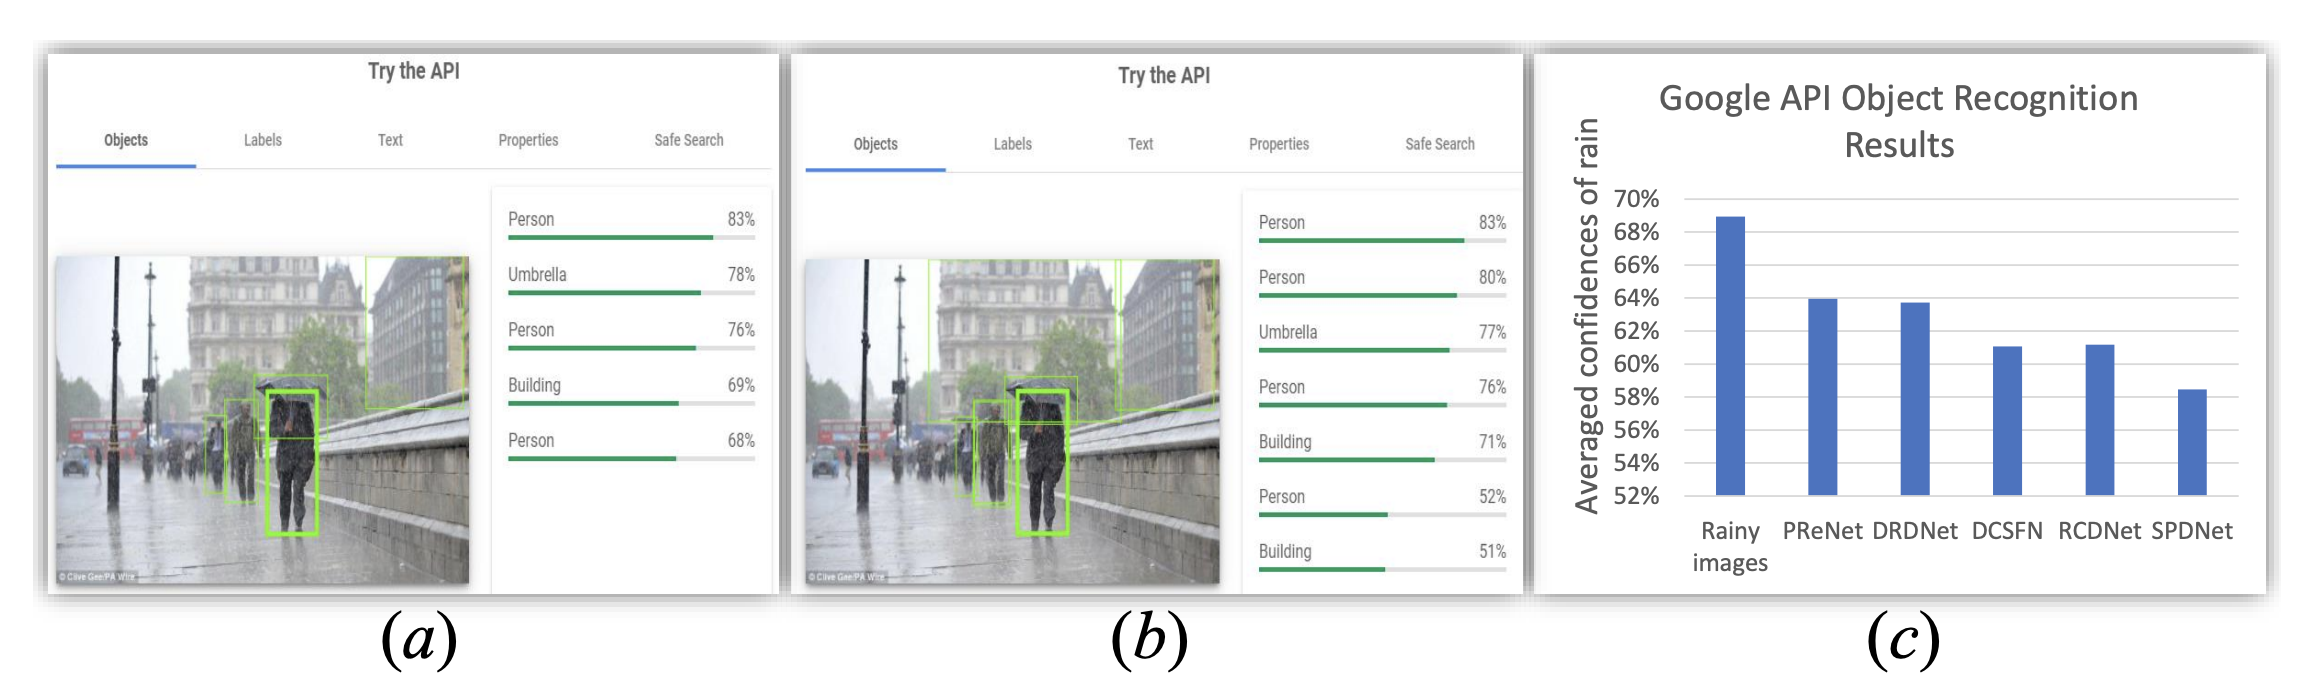 Try the API
Objects Labels Text Properties Safe Search
Person 83%
Umbrella 78%
Person 76%
Building 69%
Person 68%
© Clive Gee/PA Wire
(a)
Try the API
Objects Labels Text Properties Safe Search
Person 83%
Person 80%
Umbrella 77%
Person 76%
Building 71%
Person 52%
Building 51%
© Clive Gee/PA Wire
(b)
Google API Object Recognition
Results
Averaged confidences of rain
70%
68%
66%
64%
62%
60%
58%
56%
54%
52%
Rainy images PReNet DRDNet DCSFN RCDNet SPDNet
(c)